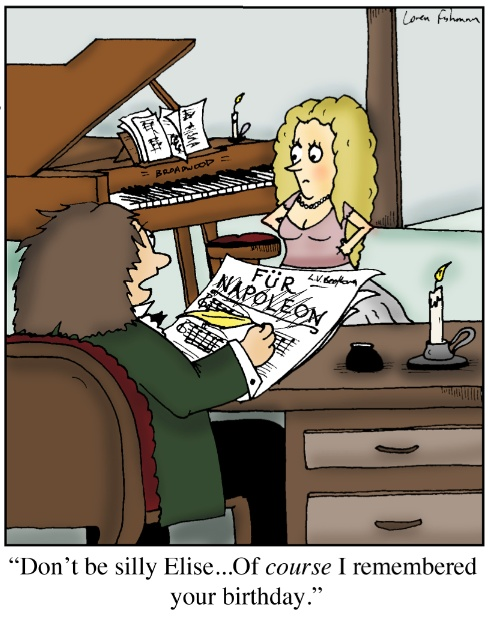 Loren Fishman
BROADWOOD
FÜR
L.V. Beethoven
NAPOLEON
“Don’t be silly Elise...Of course I remembered
your birthday.”